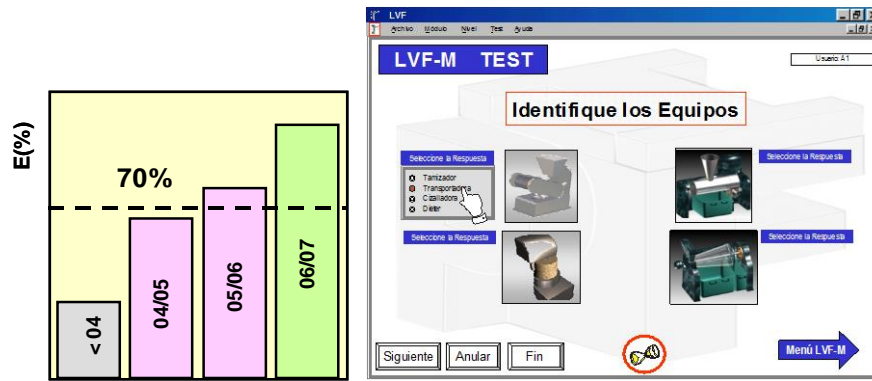 E(%)
70%
< 04
04/05
05/06
06/07
LVF
Archivo Módulo Nivel Test Ayuda
LVF-M TEST
Usuario: A1
Identifique los Equipos
Seleccione la Respuesta
Tamizador
Transportadora
Cizalladora
Dieter
Seleccione la Respuesta
Seleccione la Respuesta
Seleccione la Respuesta
Siguiente
Anular
Fin
Menú LVF-M